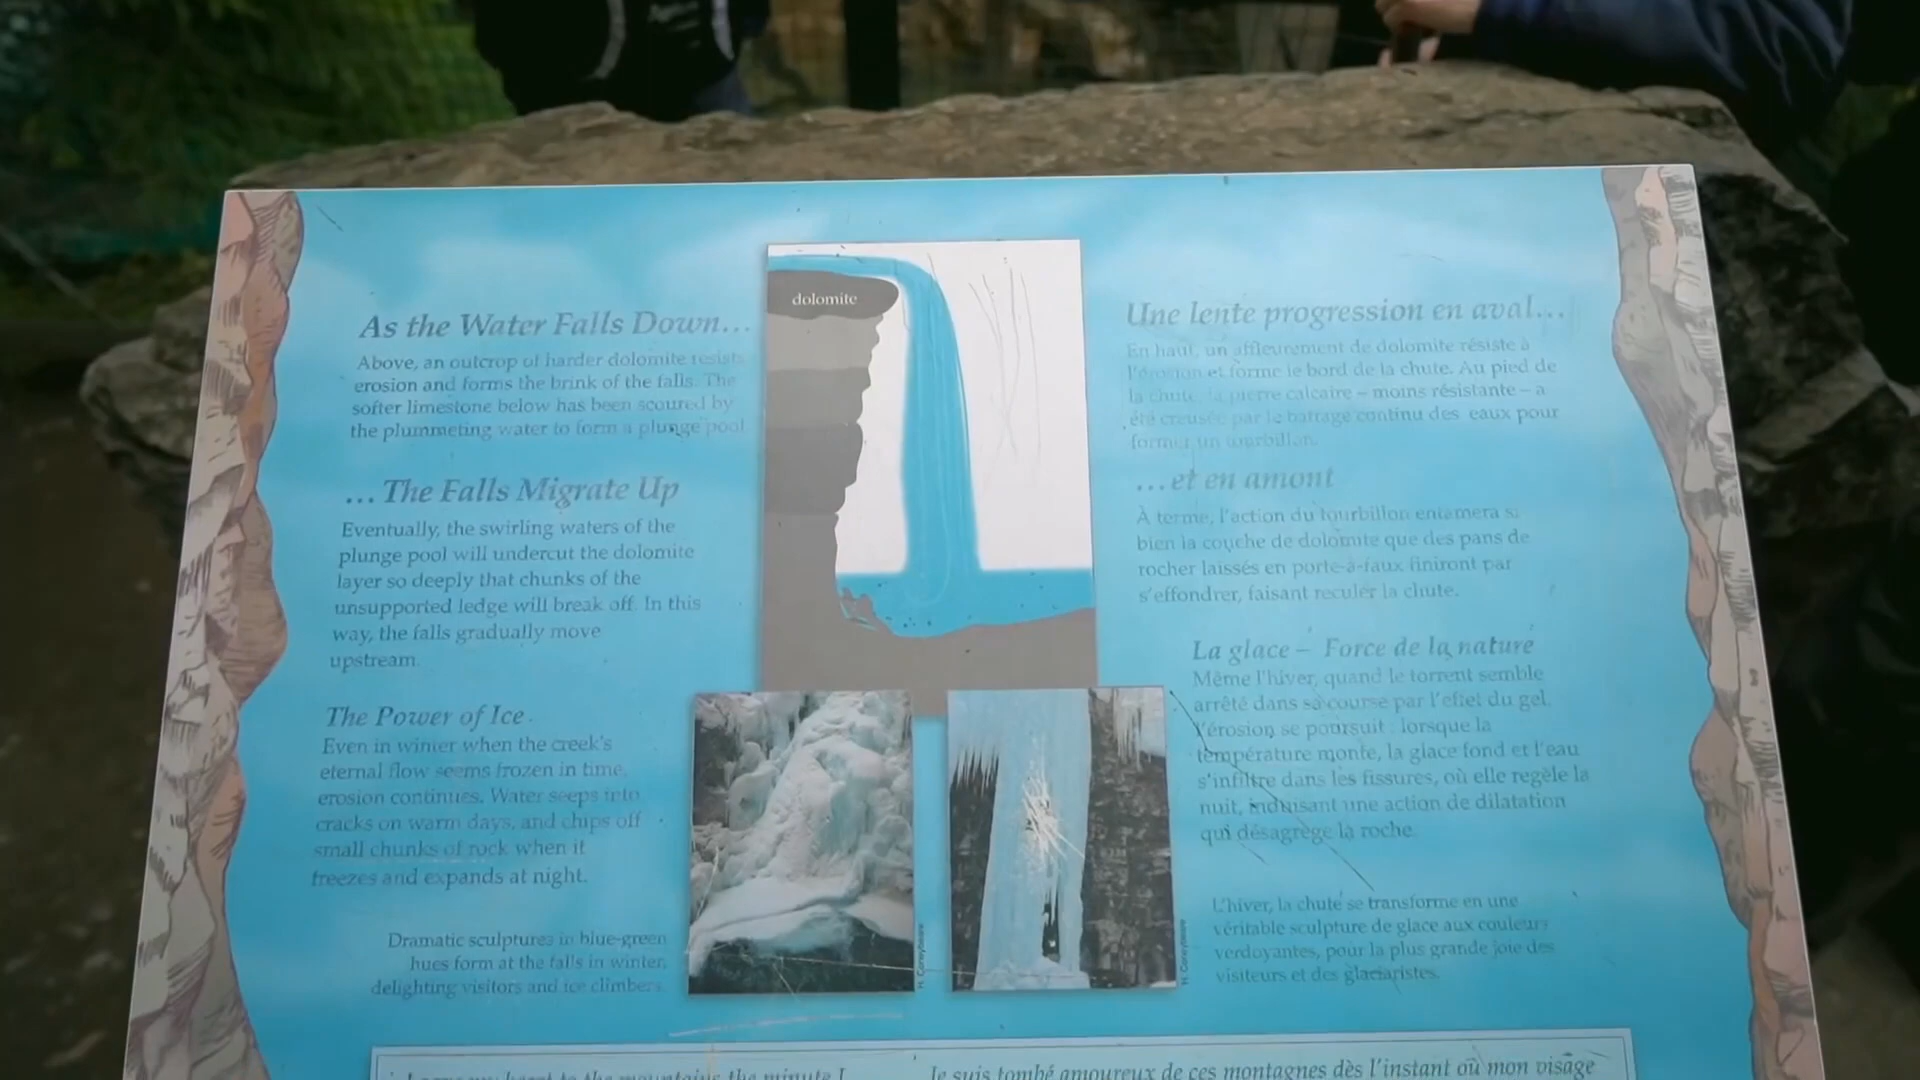 As the Water Falls Down...
Above, an outcrop of harder dolomite resists
erosion and forms the brink of the falls. The
softer limestone below has been scoured by
the plummeting water to form a plunge pool.
... The Falls Migrate Up
Eventually, the swirling waters of the
plunge pool will undercut the dolomite
layer so deeply that chunks of the
unsupported ledge will break off. In this
way, the falls gradually move
upstream.
The Power of Ice
Even in winter when the creek's
eternal flow seems frozen in time,
erosion continues. Water seeps into
cracks on warm days, and chips off
small chunks of rock when it
freezes and expands at night.
Dramatic sculptures in blue-green
hues form at the falls in winter,
delighting visitors and ice climbers.
dolomite
Une lente progression en aval...
En haut, un affleurement de dolomite résiste à
l'érosion et forme le bord de la chute. Au pied de
la chute, la pierre calcaire – moins résistante – a
été creusée par le battage continu des eaux pour
former un tourbillon.
...et en amont
À terme, l'action du tourbillon entamera si
bien la couche de dolomite que des pans de
rocher laissés en porte-à-faux finiront par
s'effondrer, faisant reculer la chute.
La glace – Force de la nature
Même l'hiver, quand le torrent semble
arrêté dans sa course par l'effet du gel,
l'érosion se poursuit : lorsque la
température monte, la glace fond et l'eau
s'infiltre dans les fissures, où elle regèle la
nuit, induisant une action de dilatation
qui désagrège la roche.
L'hiver, la chute se transforme en une
véritable sculpture de glace aux couleurs
verdoyantes, pour la plus grande joie des
visiteurs et des glaciaristes.
my heart to the mountains the minute I
Je suis tombé amoureux de ces montagnes dès l'instant où mon visage